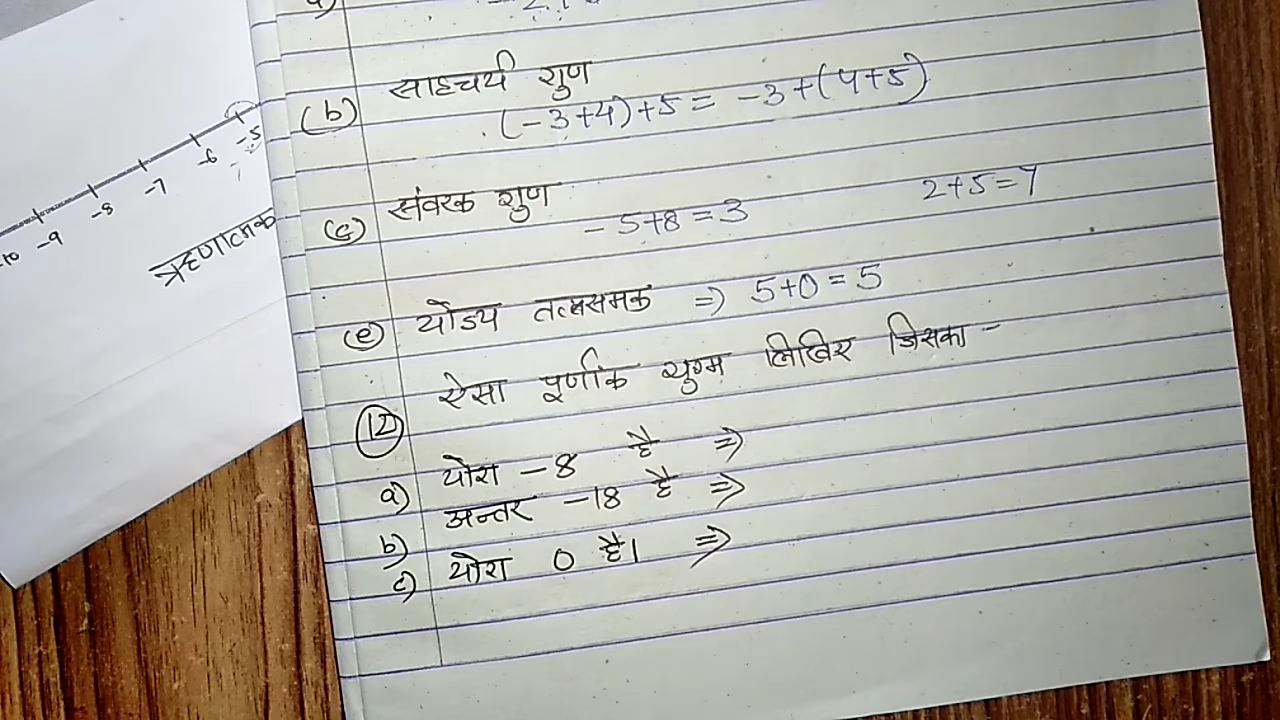 (b) साहचर्य गुण
(-3+4)+5 = -3+(4+5)
(c) संवरक गुण
-5+8 = 3
2+5=7
(e) योज्य तत्समक ⇒ 5+0 = 5
(12) ऐसा पूर्णांक युग्म लिखिए जिसका -
a) योग -8 है ⇒
b) अन्तर -18 है ⇒
c) योग 0 है। ⇒
-5
-6
-7
-8
-9
-10
ऋणात्मक